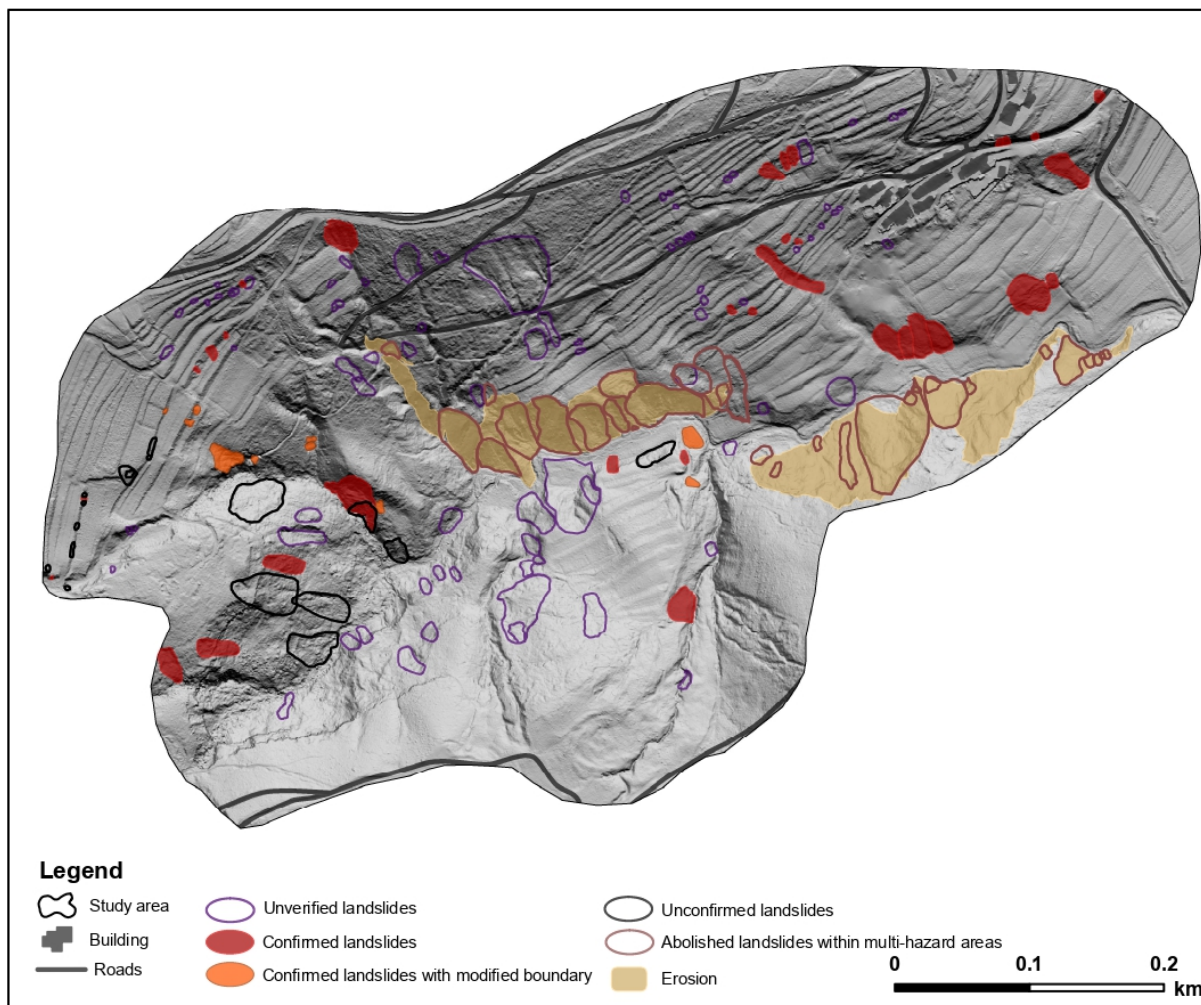 Legend
Study area
Building
Roads
Unverified landslides
Confirmed landslides
Confirmed landslides with modified boundary
Unconfirmed landslides
Abolished landslides within multi-hazard areas
Erosion
0 0.1 0.2
km